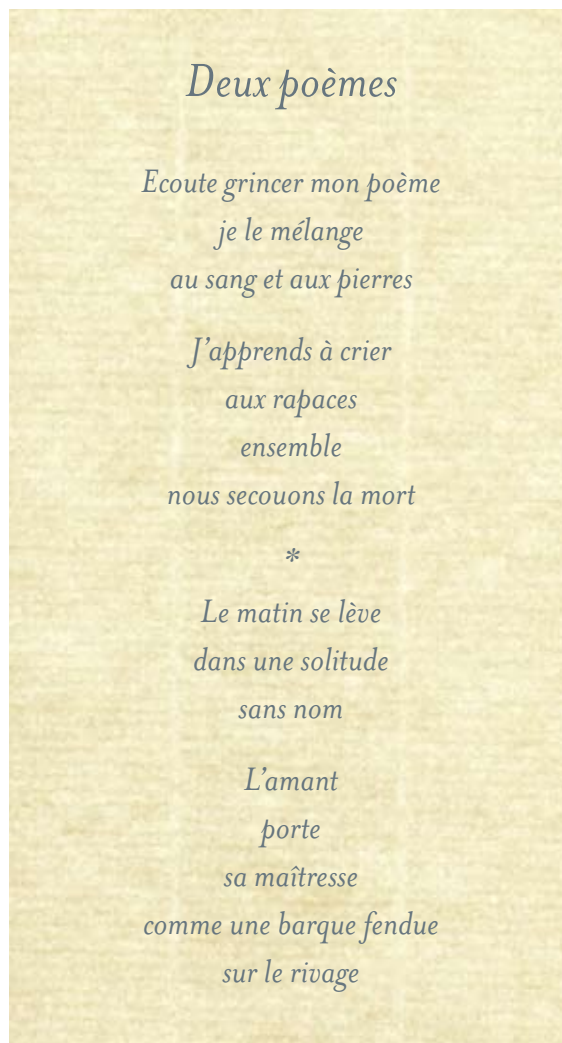 Deux poèmes
Ecoute grincer mon poème
je le mélange
au sang et aux pierres
J’apprends à crier
aux rapaces
ensemble
nous secouons la mort
*
Le matin se lève
dans une solitude
sans nom
L’amant
porte
sa maîtresse
comme une barque fendue
sur le rivage